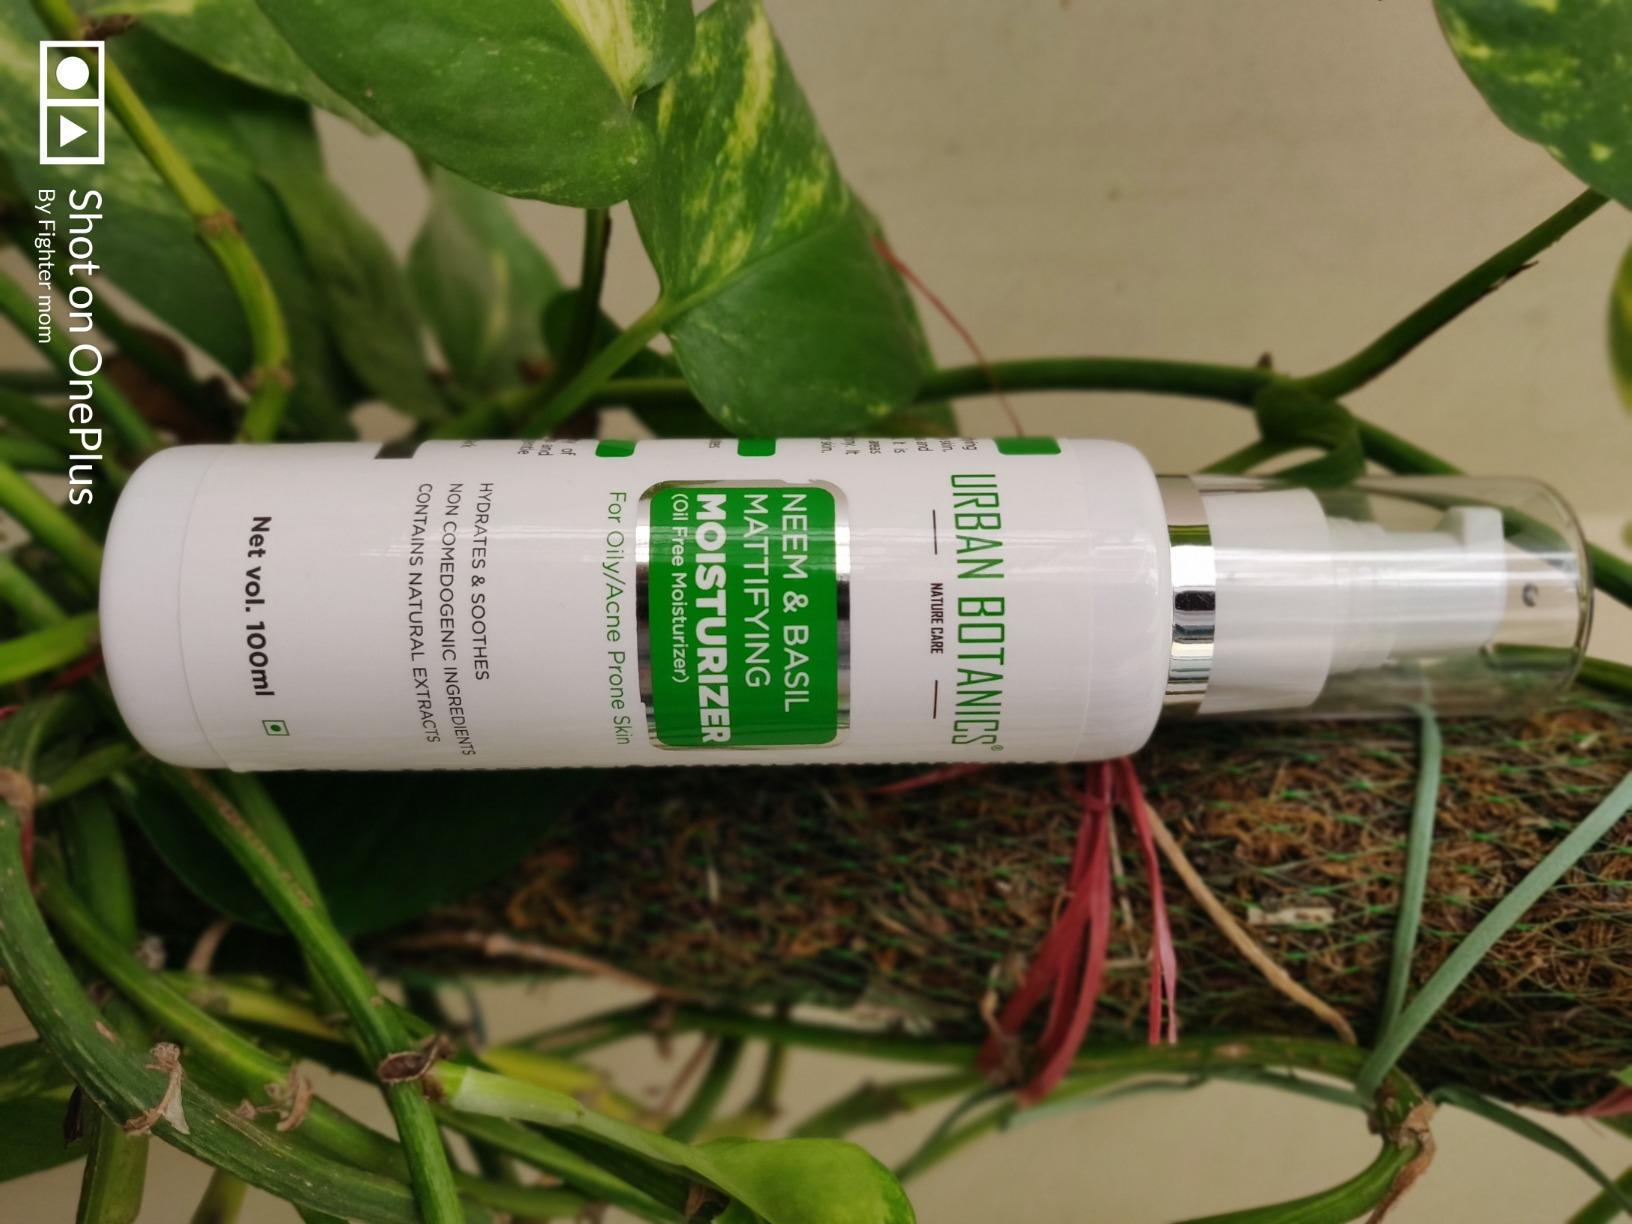 Shot on OnePlus
By Fighter mom
URBAN BOTANICS®
NATURE CARE
NEEM & BASIL
MATTIFYING
MOISTURIZER
(Oil Free Moisturizer)
For Oily/Acne Prone Skin
HYDRATES & SOOTHES
NON COMEDOGENIC INGREDIENTS
CONTAINS NATURAL EXTRACTS
Net vol. 100ml